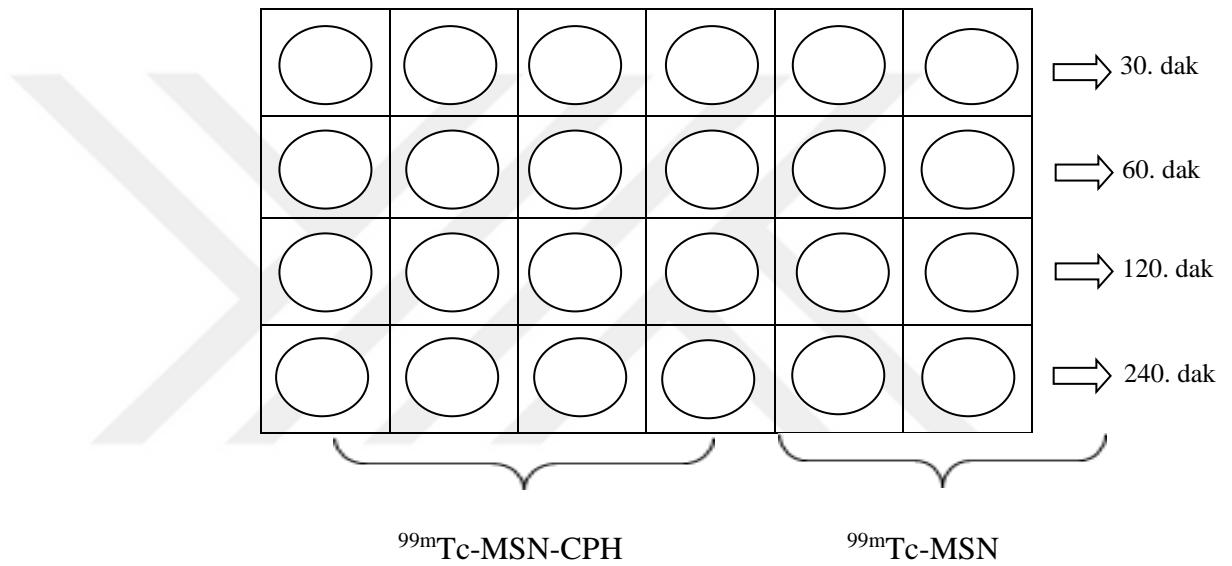 30. dak
60. dak
120. dak
240. dak
⁹⁹ᵐTc-MSN-CPH ⁹⁹ᵐTc-MSN